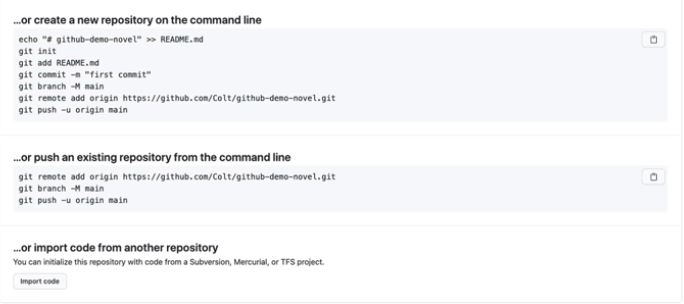 ...or create a new repository on the command line
echo "# github-demo-novel" >> README.md
git init
git add README.md
git commit -m "first commit"
git branch -M main
git remote add origin https://github.com/Colt/github-demo-novel.git
git push -u origin main
...or push an existing repository from the command line
git remote add origin https://github.com/Colt/github-demo-novel.git
git branch -M main
git push -u origin main
...or import code from another repository
You can initialize this repository with code from a Subversion, Mercurial, or TFS project.
Import code